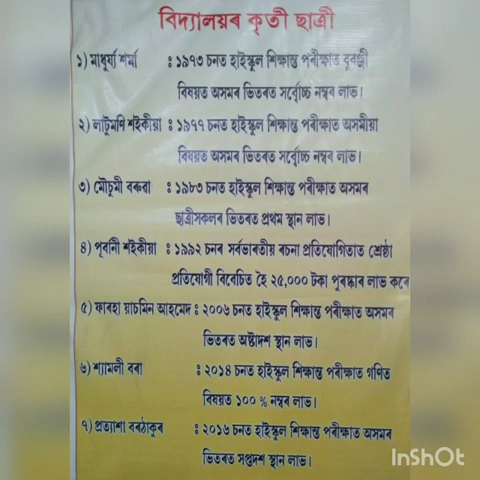 বিদ্যালয়ৰ কৃতী ছাত্ৰী
১) মাধুৰ্য্য শৰ্মা : ১৯৭৩ চনত হাইস্কুল শিক্ষান্ত পৰীক্ষাত বুৰঞ্জী
বিষয়ত অসমৰ ভিতৰত সৰ্ব্বোচ্চ নম্বৰ লাভ।
২) লাটুমণি শইকীয়া : ১৯৭৭ চনত হাইস্কুল শিক্ষান্ত পৰীক্ষাত অসমীয়া
বিষয়ত অসমৰ ভিতৰত সৰ্ব্বোচ্চ নম্বৰ লাভ।
৩) মৌচুমী বৰুৱা : ১৯৮৩ চনত হাইস্কুল শিক্ষান্ত পৰীক্ষাত অসমৰ
ছাত্ৰীসকলৰ ভিতৰত প্ৰথম স্থান লাভ।
৪) পূৰ্বানী শইকীয়া : ১৯৯২ চনৰ সৰ্বভাৰতীয় ৰচনা প্ৰতিযোগিতাত শ্ৰেষ্ঠা
প্ৰতিযোগী বিবেচিত হৈ ২৫,০০০ টকা পুৰস্কাৰ লাভ কৰে
৫) ফাৰহা য়াচমিন আহমেদ : ২০০৬ চনত হাইস্কুল শিক্ষান্ত পৰীক্ষাত অসমৰ
ভিতৰত অষ্টাদশ স্থান লাভ।
৬) শ্যামলী বৰা : ২০১৪ চনত হাইস্কুল শিক্ষান্ত পৰীক্ষাত গণিত
বিষয়ত ১০০ % নম্বৰ লাভ।
৭) প্ৰত্যাশা বৰঠাকুৰ : ২০১৬ চনত হাইস্কুল শিক্ষান্ত পৰীক্ষাত অসমৰ
ভিতৰত সপ্তদশ স্থান লাভ।
InShOt